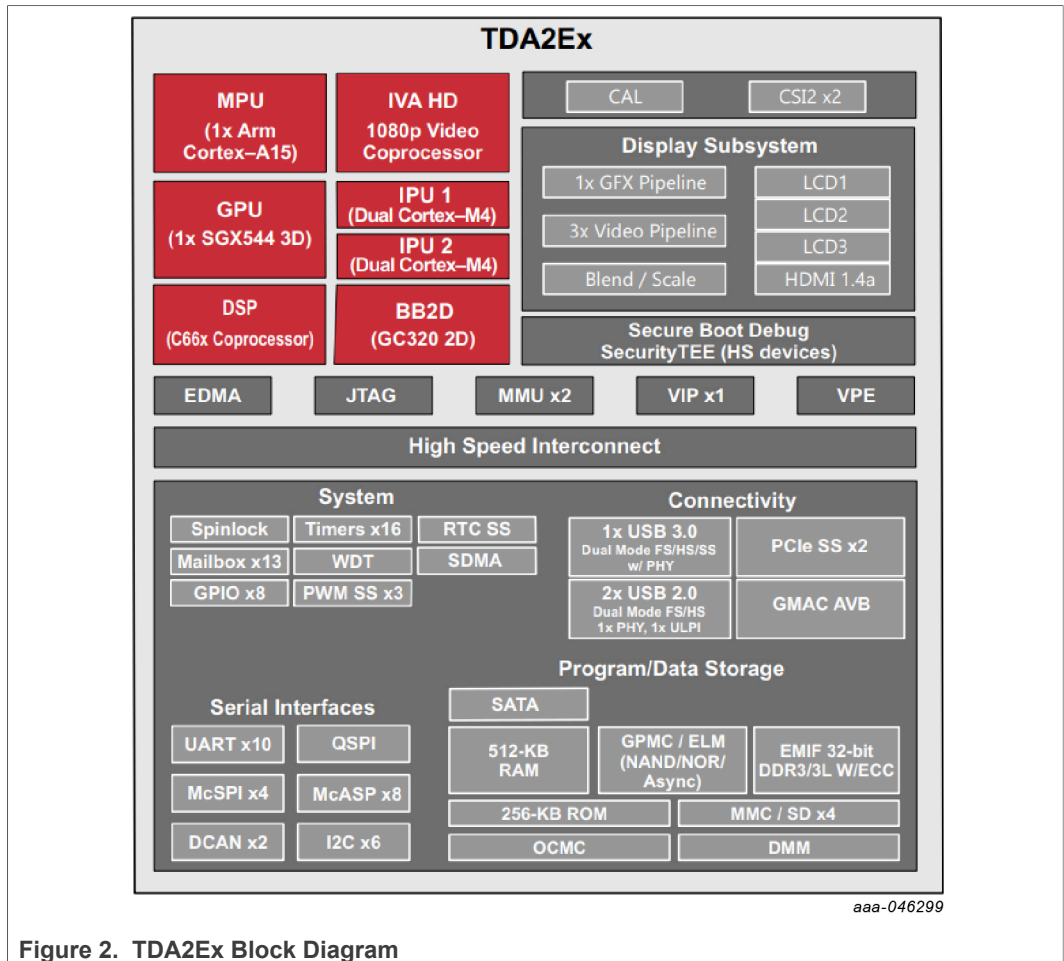 TDA2Ex
MPU
(1x Arm
Cortex–A15)
IVA HD
1080p Video
Coprocessor
CAL
CSI2 x2
GPU
(1x SGX544 3D)
IPU 1
(Dual Cortex–M4)
IPU 2
(Dual Cortex–M4)
Display Subsystem
1x GFX Pipeline
3x Video Pipeline
Blend / Scale
LCD1
LCD2
LCD3
HDMI 1.4a
DSP
(C66x Coprocessor)
BB2D
(GC320 2D)
Secure Boot Debug
SecurityTEE (HS devices)
EDMA
JTAG
MMU x2
VIP x1
VPE
High Speed Interconnect
System
Spinlock
Timers x16
RTC SS
Mailbox x13
WDT
SDMA
GPIO x8
PWM SS x3
Connectivity
1x USB 3.0
Dual Mode FS/HS/SS
w/ PHY
PCIe SS x2
2x USB 2.0
Dual Mode FS/HS
1x PHY, 1x ULPI
GMAC AVB
Serial Interfaces
UART x10
QSPI
McSPI x4
McASP x8
DCAN x2
I2C x6
Program/Data Storage
SATA
512-KB
RAM
GPMC / ELM
(NAND/NOR/
Async)
EMIF 32-bit
DDR3/3L W/ECC
256-KB ROM
MMC / SD x4
OCMC
DMM
aaa-046299
Figure 2. TDA2Ex Block Diagram